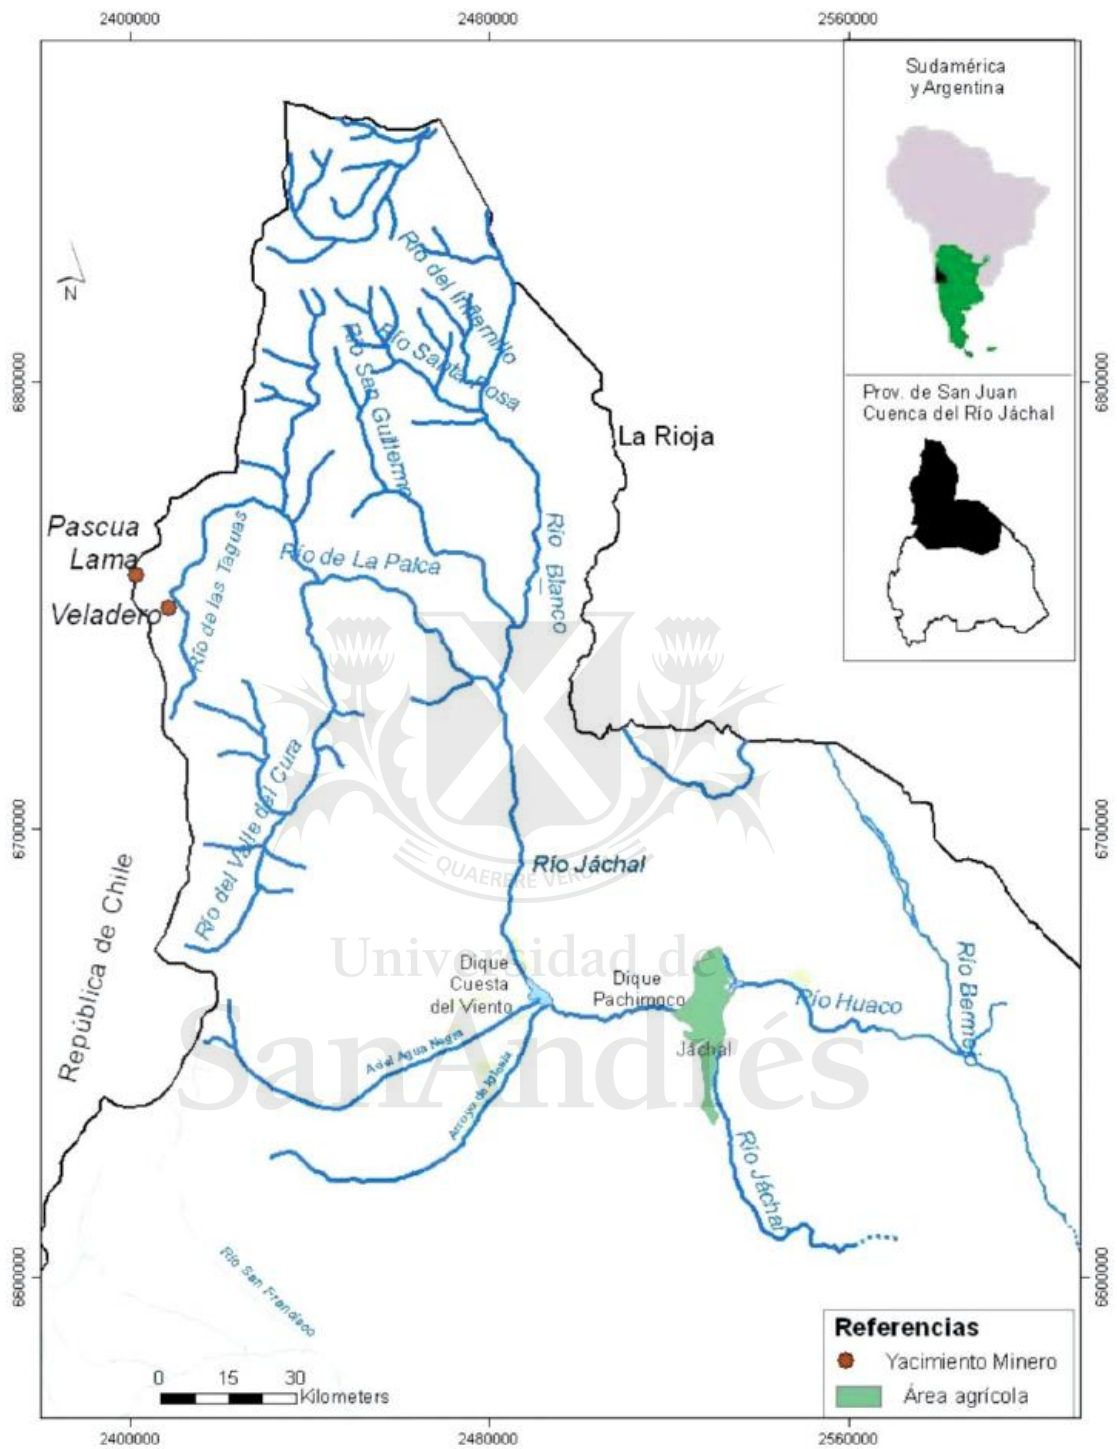 2400000
2480000
2560000
Sudamérica
y Argentina
Prov. de San Juan
Cuenca del Río Jáchal
N
6800000
6800000
Río del Infiernillo
Río Santa Rosa
Río San Guillermo
La Rioja
Pascua
Lama
Veladero
Río de las Taguas
Río de La Palca
Río Blanco
Río del Valle del Cura
6700000
6700000
QUAERERE VERUM
Río Jáchal
República de Chile
Universidad de
SanAndrés
Dique
Cuesta
del Viento
Dique
Pachimoco
Río Huaco
Río Bermejo
Jáchal
A del Agua Negra
Arroyo de Iglesia
Río Jáchal
Río San Francisco
6600000
6600000
Referencias
Yacimiento Minero
Área agrícola
0 15 30
Kilometers
2400000
2480000
2560000